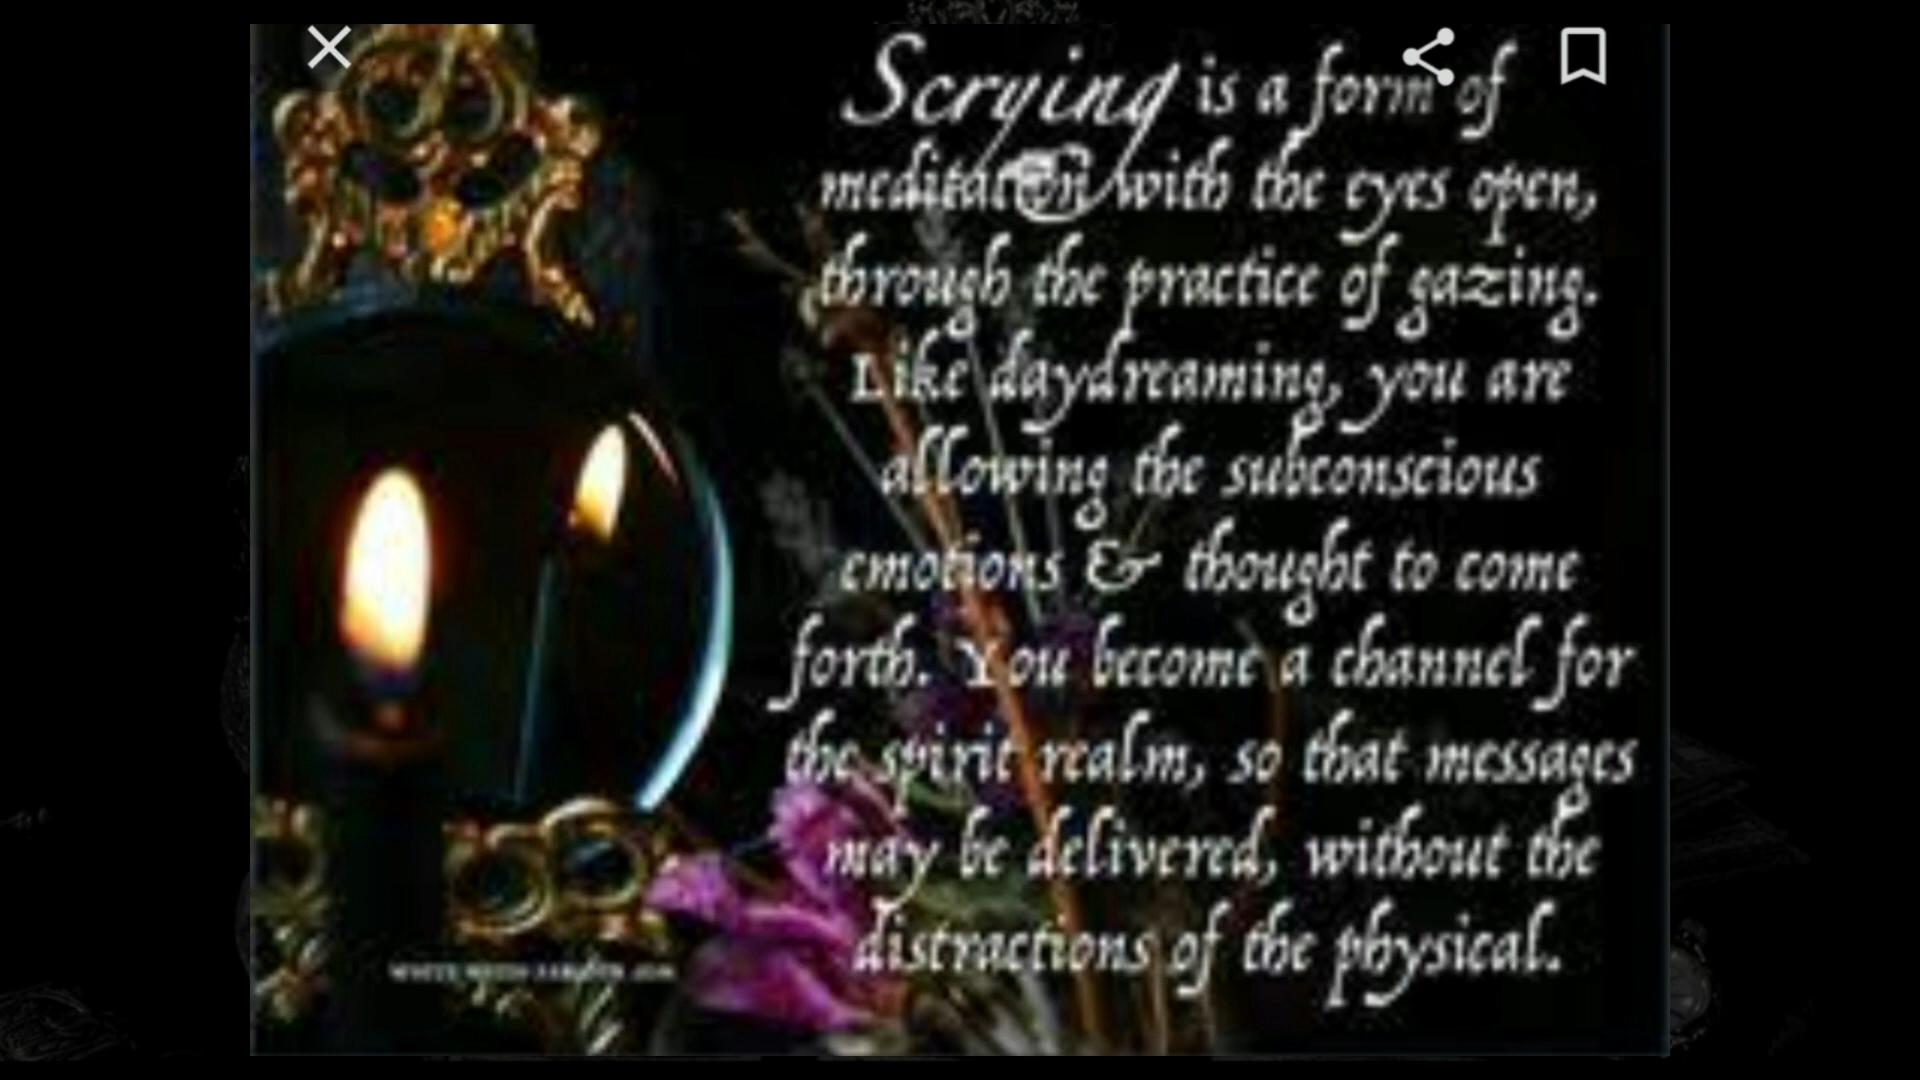 Scrying is a form of
meditation with the eyes open,
through the practice of gazing.
Like daydreaming, you are
allowing the subconscious
emotions & thought to come
forth. You become a channel for
the spirit realm, so that messages
may be delivered, without the
distractions of the physical.